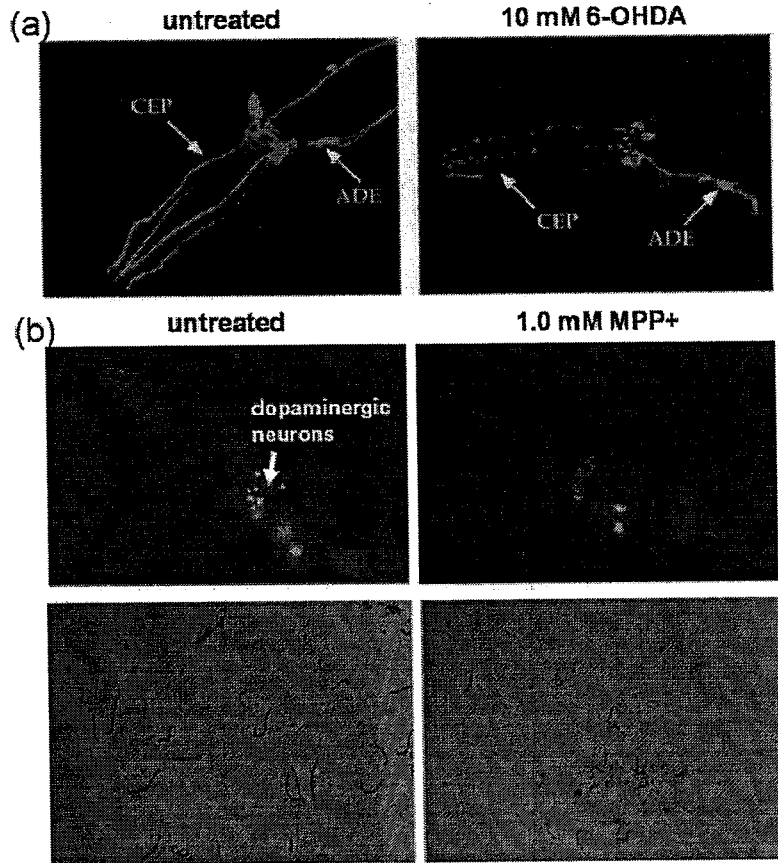 (a)
untreated
10 mM 6-OHDA
CEP
ADE
CEP
ADE
(b)
untreated
1.0 mM MPP+
dopaminergic
neurons